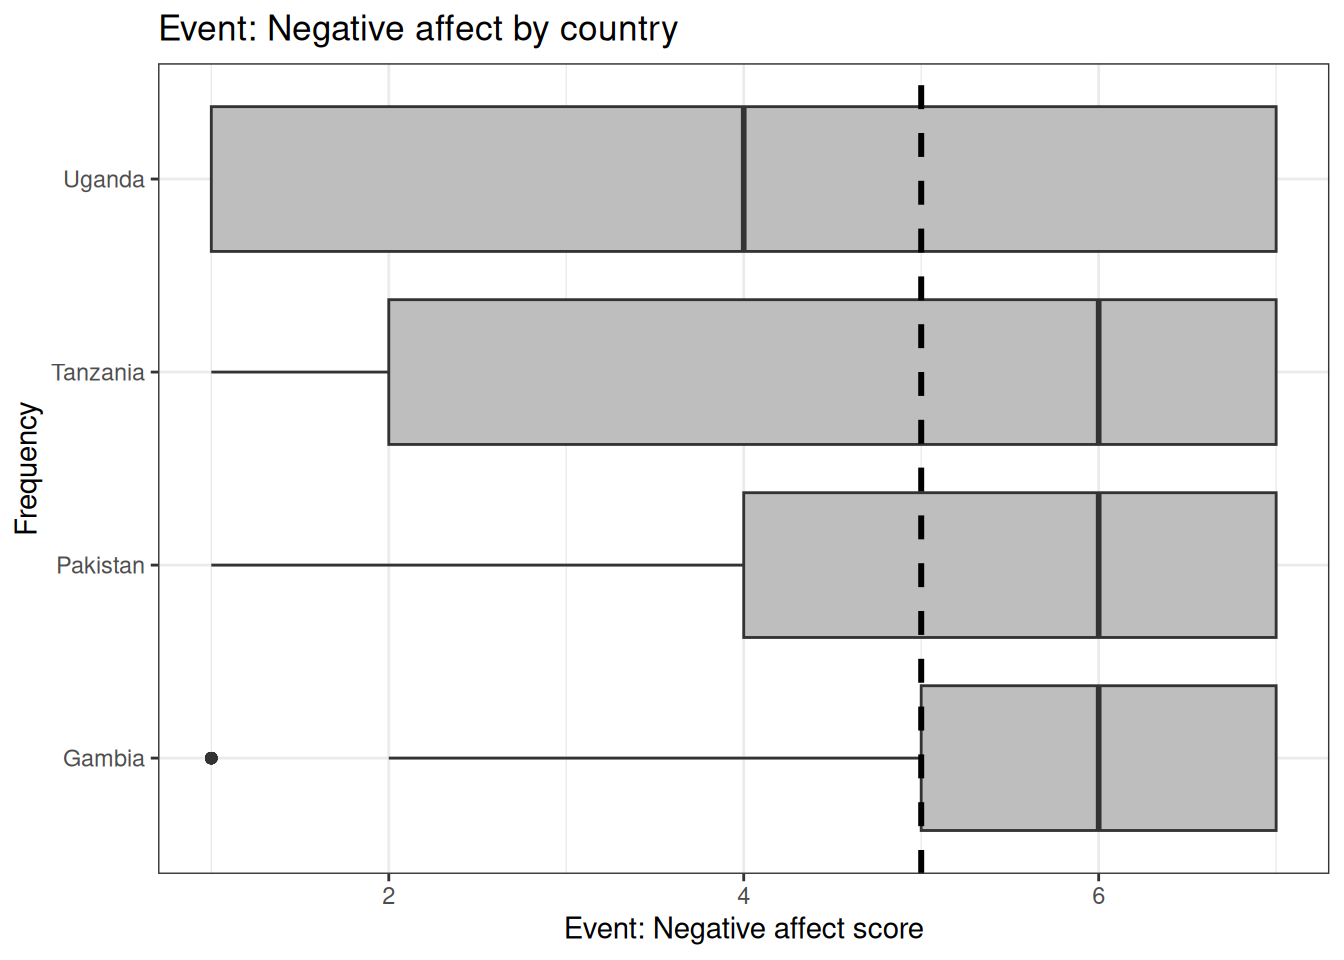 Event: Negative affect by country
Frequency
Uganda
Tanzania
Pakistan
Gambia
2 4 6
Event: Negative affect score